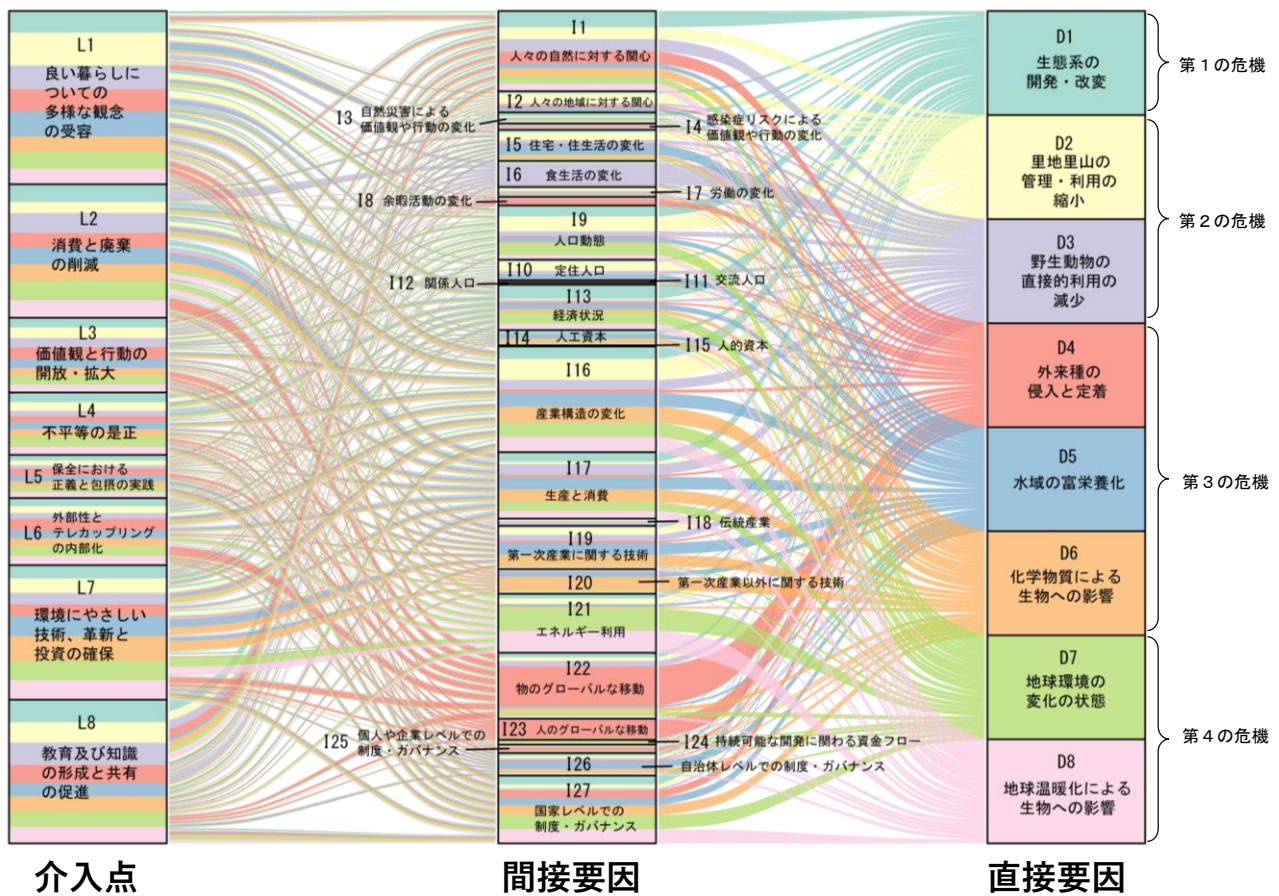 L1
良い暮らしに
ついての
多様な観念
の受容
L2
消費と廃棄
の削減
L3
価値観と行動の
開放・拡大
L4
不平等の是正
L5 保全における
正義と包摂の実践
L6 外部性と
テレカップリング
の内部化
L7
環境にやさしい
技術、革新と
投資の確保
L8
教育及び知識
の形成と共有
の促進
介入点
I1
人々の自然に対する関心
I2 人々の地域に対する関心
I3 自然災害による
価値観や行動の変化
I4 感染症リスクによる
価値観や行動の変化
I5 住宅・住生活の変化
I6 食生活の変化
I7 労働の変化
I8 余暇活動の変化
I9
人口動態
I10 定住人口
I11 交流人口
I12 関係人口
I13
経済状況
I14 人工資本
I15 人的資本
I16
産業構造の変化
I17
生産と消費
I18 伝統産業
I19
第一次産業に関する技術
I20 第一次産業以外に関する技術
I21
エネルギー利用
I22
物のグローバルな移動
I23 人のグローバルな移動
I24 持続可能な開発に関わる資金フロー
I25 個人や企業レベルでの
制度・ガバナンス
I26 自治体レベルでの制度・ガバナンス
I27
国家レベルでの
制度・ガバナンス
間接要因
D1
生態系の
開発・改変
D2
里地里山の
管理・利用の
縮小
D3
野生動物の
直接的利用の
減少
D4
外来種の
侵入と定着
D5
水域の富栄養化
D6
化学物質による
生物への影響
D7
地球環境の
変化の状態
D8
地球温暖化による
生物への影響
直接要因
第１の危機
第２の危機
第３の危機
第４の危機